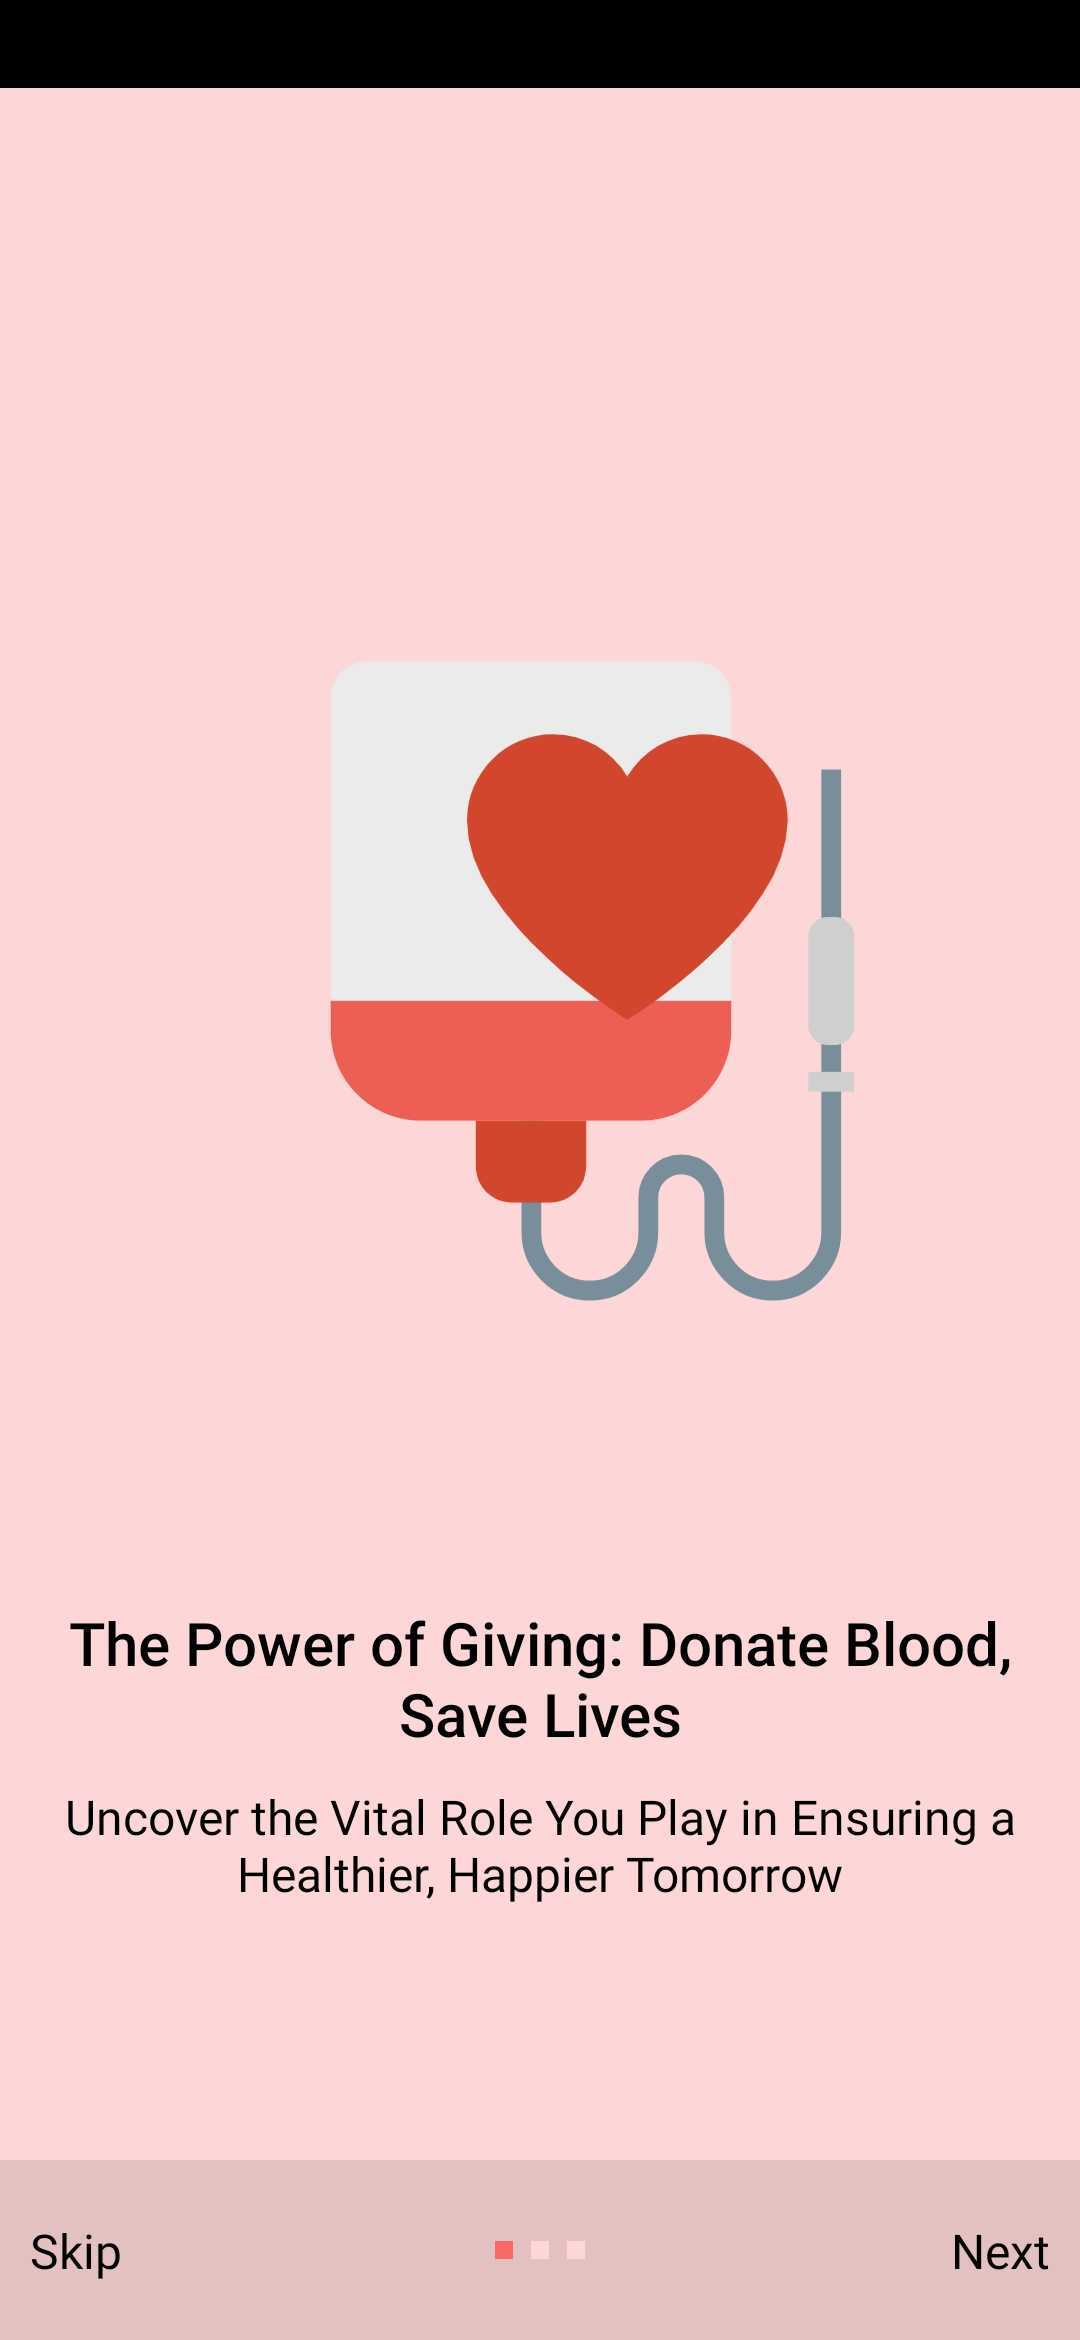 The Power of Giving: Donate Blood,
Save Lives
Uncover the Vital Role You Play in Ensuring a
Healthier, Happier Tomorrow
Skip
Next